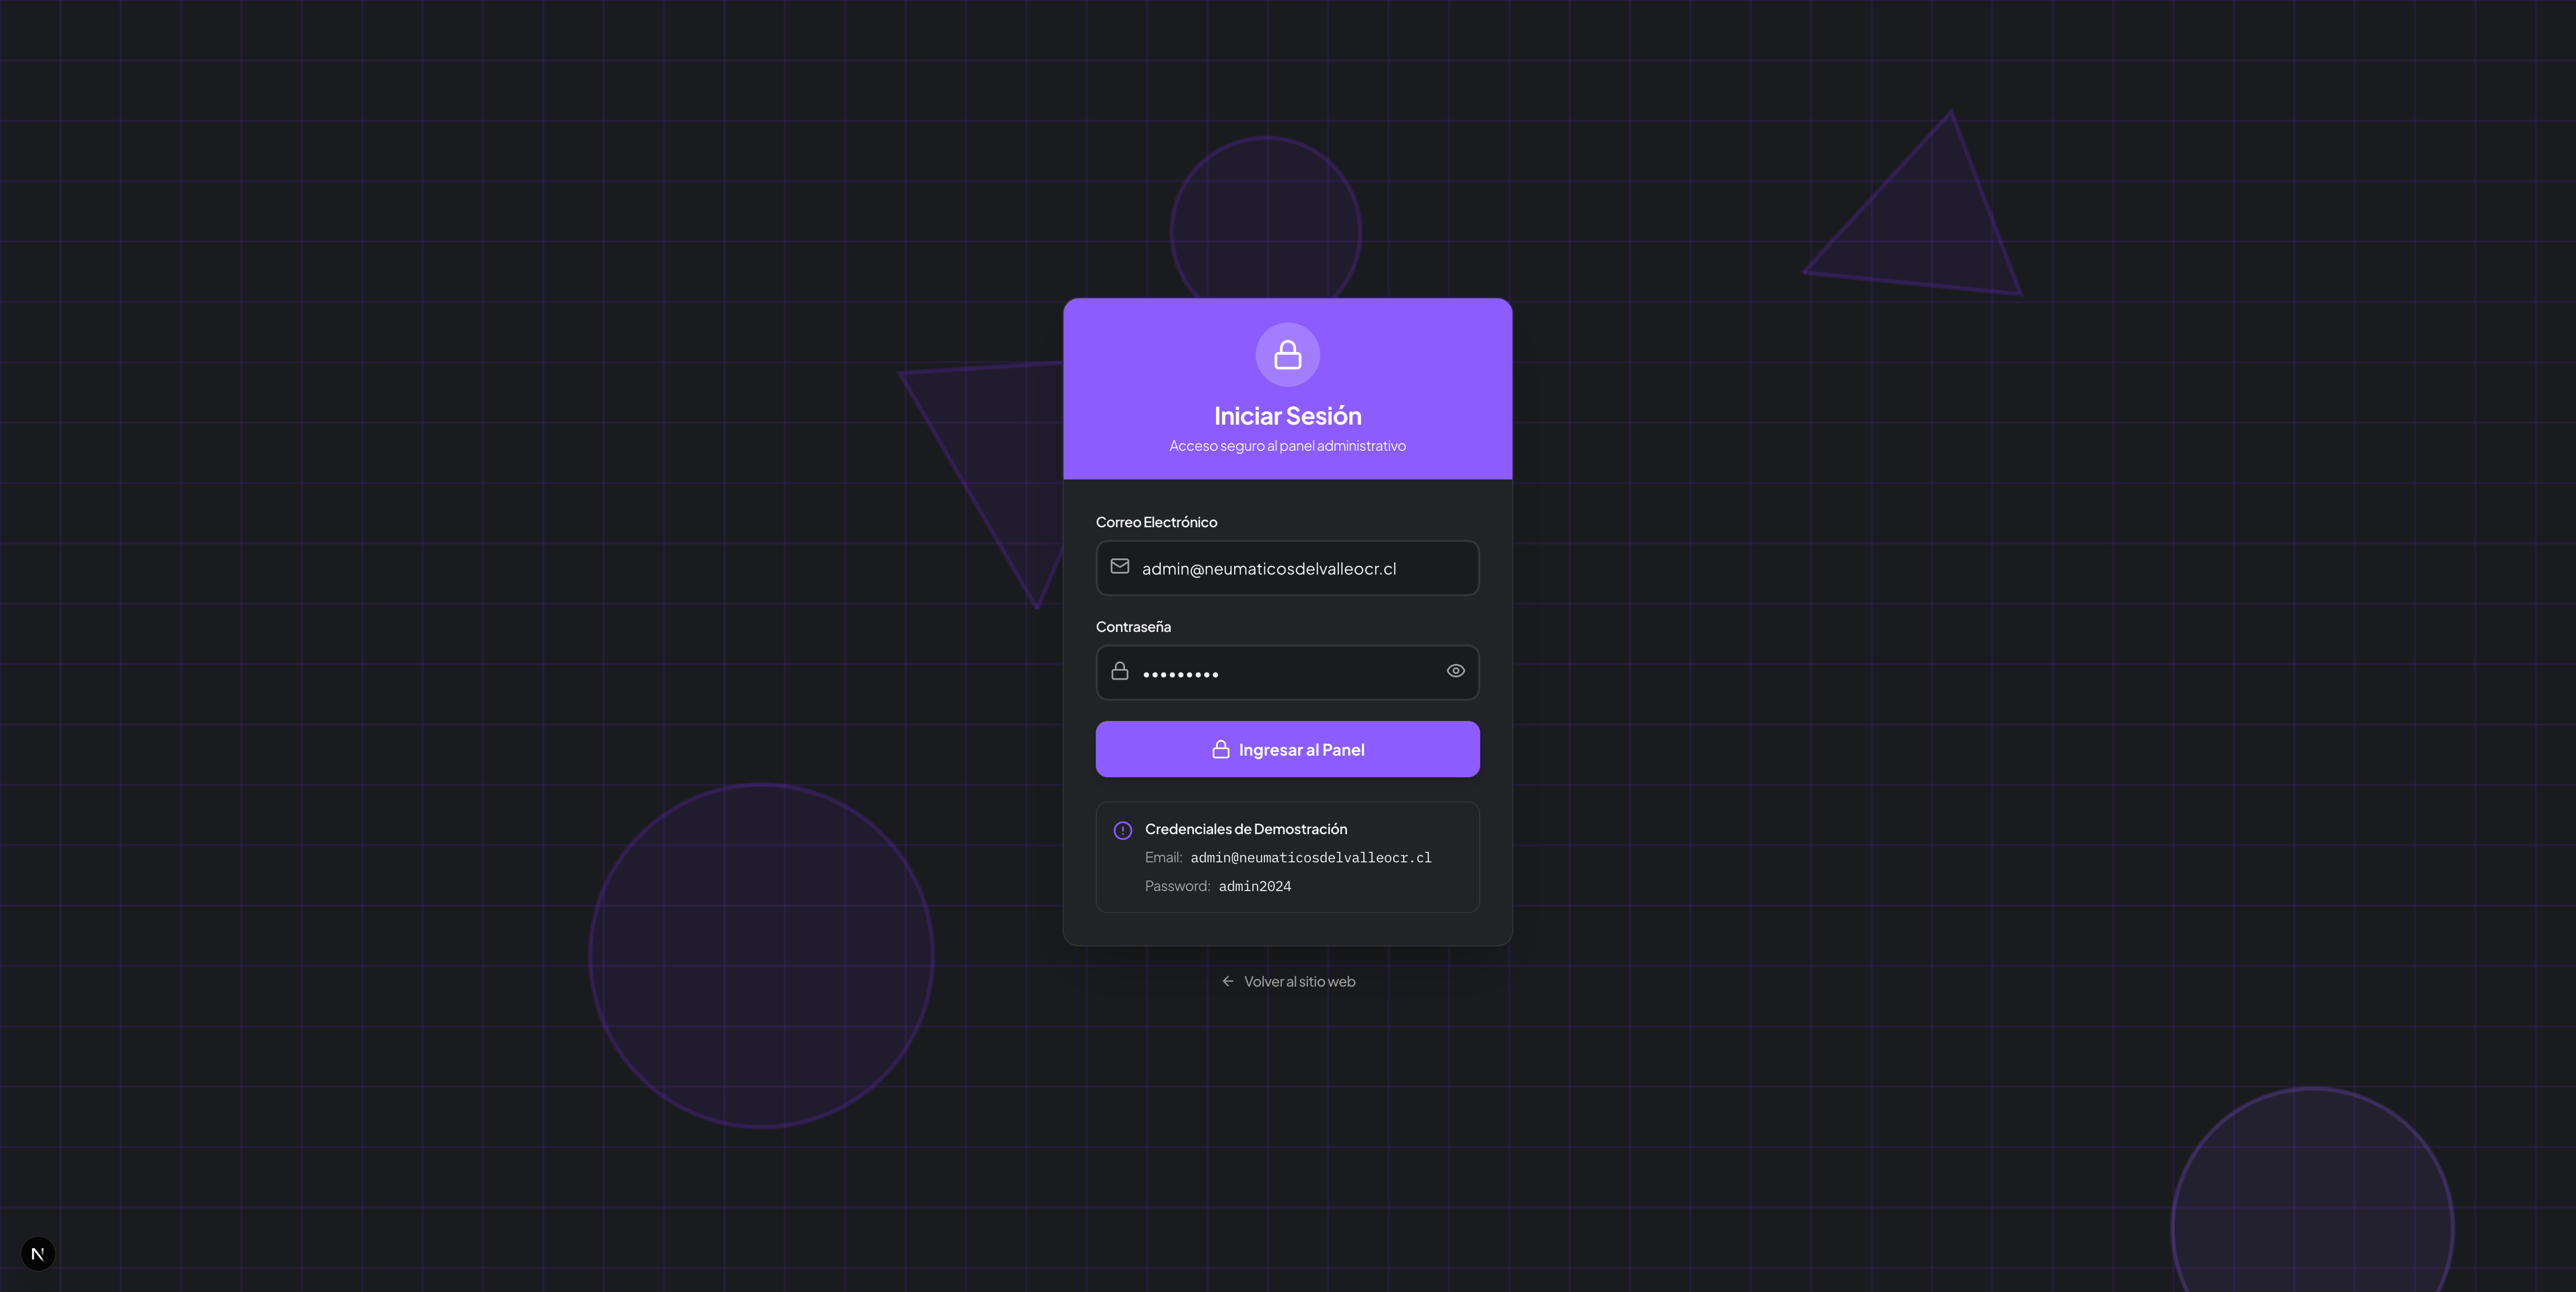 Iniciar Sesión
Acceso seguro al panel administrativo
Correo Electrónico
admin@neumaticosdelvalleocr.cl
Contraseña
•••••••••
Ingresar al Panel
Credenciales de Demostración
Email: admin@neumaticosdelvalleocr.cl
Password: admin2024
← Volver al sitio web
N